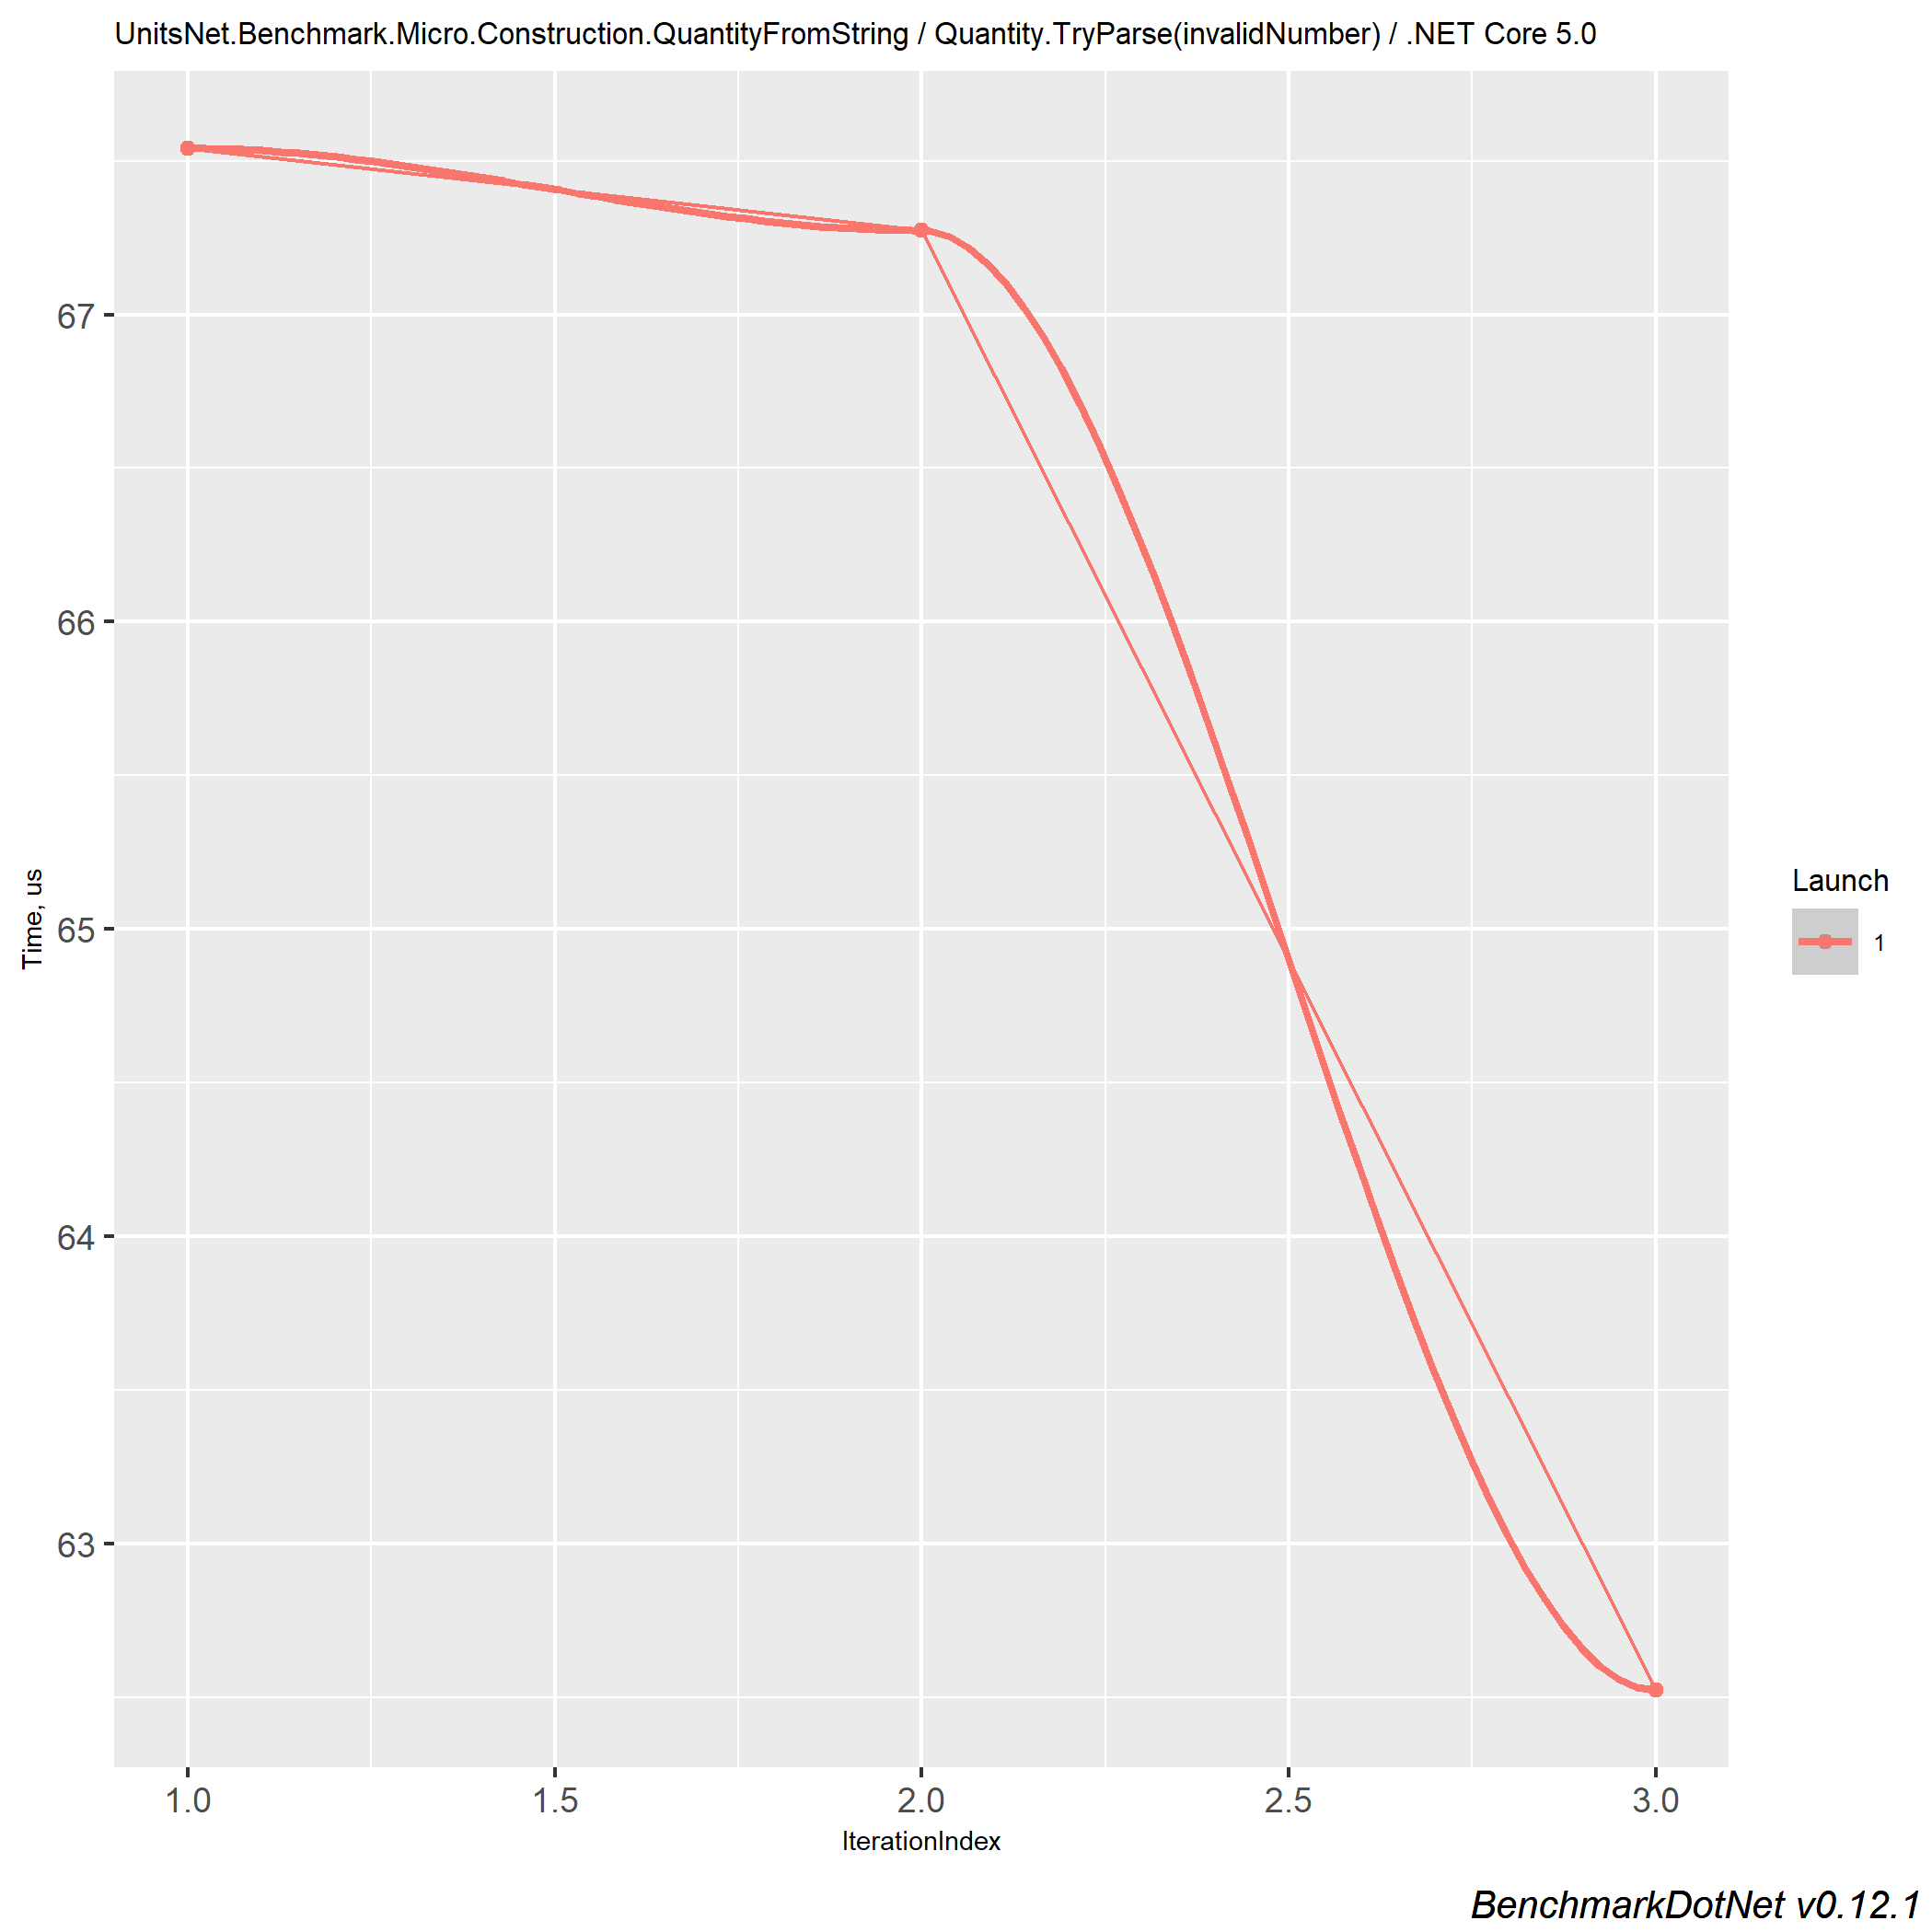 UnitsNet.Benchmark.Micro.Construction.QuantityFromString / Quantity.TryParse(invalidNumber) / .NET Core 5.0
67
66
65
64
63
Time, us
1.0 1.5 2.0 2.5 3.0
IterationIndex
Launch
1
BenchmarkDotNet v0.12.1